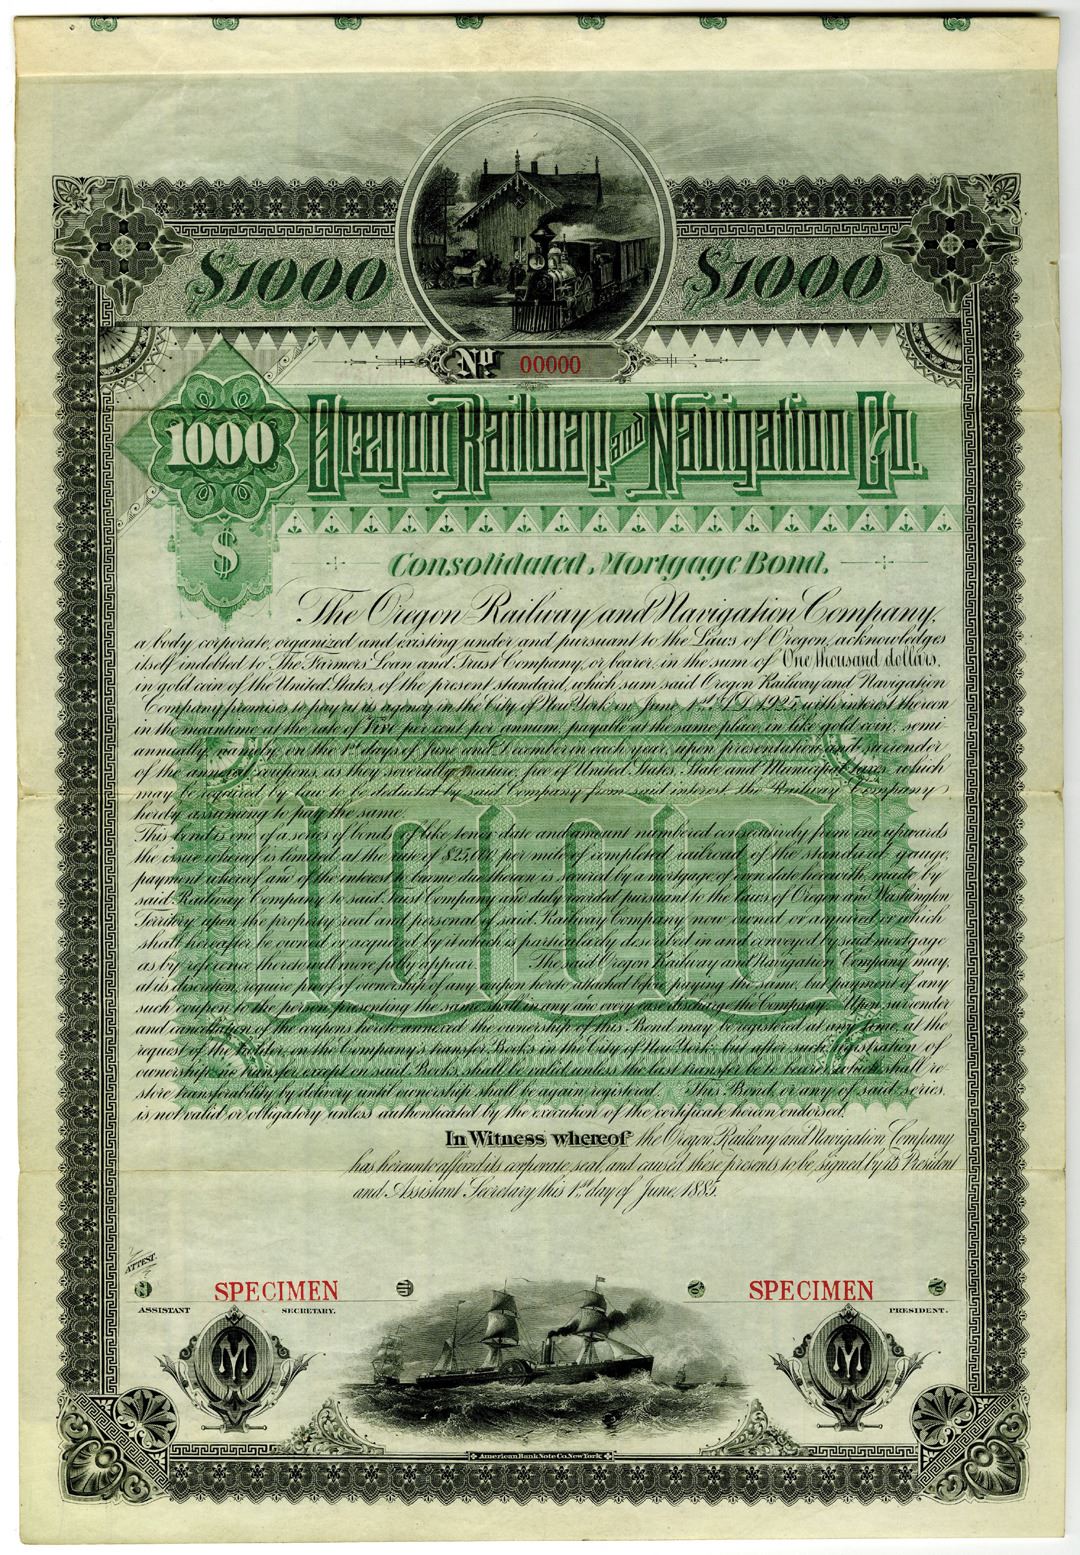 $1000 $1000
No 00000
1000
Oregon Railway and Navigation Co.
$
Consolidated Mortgage Bond.
The Oregon Railway and Navigation Company,
a body corporate, organized and existing under and pursuant to the Laws of Oregon, acknowledges
itself indebted to The Farmers' Loan and Trust Company, or bearer, in the sum of One thousand dollars,
in gold coin of the United States, of the present standard, which sum said Oregon Railway and Navigation
Company promises to pay at its agency in the City of New York on June 1st A.D. 1925, with interest thereon
in the meantime at the rate of Five per cent per annum, payable at the same place in like gold coin, semi-
annually, namely, on the 1st days of June and December in each year, upon presentation and surrender
of the annexed coupons, as they severally mature, free of United States, State and Municipal taxes which
may be required by law to be deducted by said Company from said interest, the Railway Company
hereby assuming to pay the same.
This bond is one of a series of bonds of like tenor date and amount numbered consecutively from one upwards
the issue whereof is limited at the rate of $25,000 per mile of completed railroad of the standard gauge,
payment whereof and of the interest to become due thereon is secured by a mortgage of even date herewith made by
said Railway Company to said Trust Company and duly recorded pursuant to the Laws of Oregon and Washington
Territory upon the property real and personal of said Railway Company now owned or acquired or which
shall hereafter be owned or acquired by it which is particularly described in and conveyed by said mortgage
as by reference thereto will more fully appear. The said Oregon Railway and Navigation Company may,
at its discretion, require proof of ownership of any coupon hereto attached before paying the same, but payment of any
such coupon to the person presenting the same shall in any and every case discharge the Company. Upon surrender
and cancellation of the coupons hereto annexed the ownership of this Bond may be registered at any time, at the
request of the holder, on the Company's transfer Books in the City of New York, but after such registration of
ownership, no transfer except on said Books, shall be valid unless the last transfer be to bearer, which shall re-
store transferability by delivery until ownership shall be again registered. This Bond, or any of said series,
is not valid or obligatory unless authenticated by the execution of the certificate hereon endorsed.
In Witness whereof the Oregon Railway and Navigation Company
has hereunto affixed its corporate seal, and caused these presents to be signed by its President
and Assistant Secretary this 1st day of June, 1885.
ATTEST.
SPECIMEN SPECIMEN
ASSISTANT SECRETARY. PRESIDENT.
M M
American Bank Note Co. New York